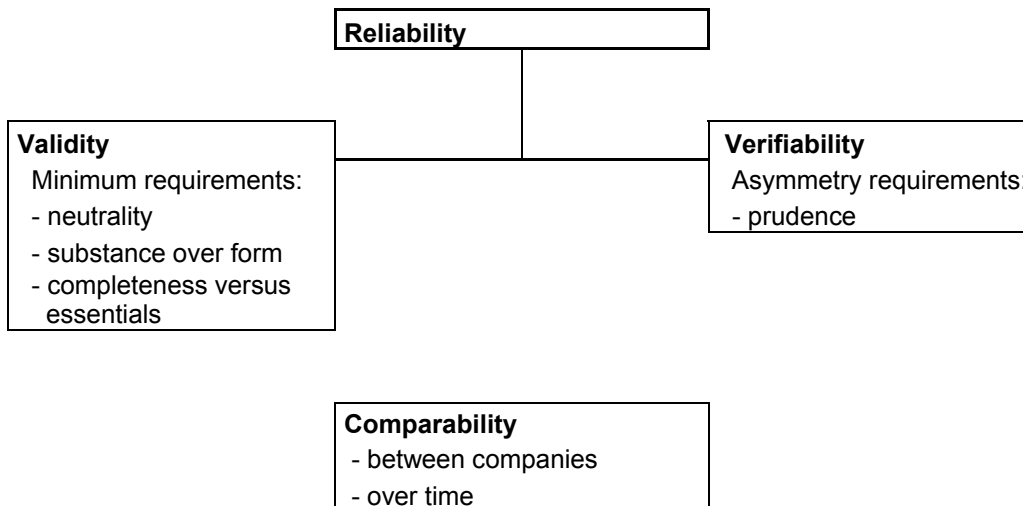 Reliability
Validity
Minimum requirements:
- neutrality
- substance over form
- completeness versus
essentials
Verifiability
Asymmetry requirements:
- prudence
Comparability
- between companies
- over time